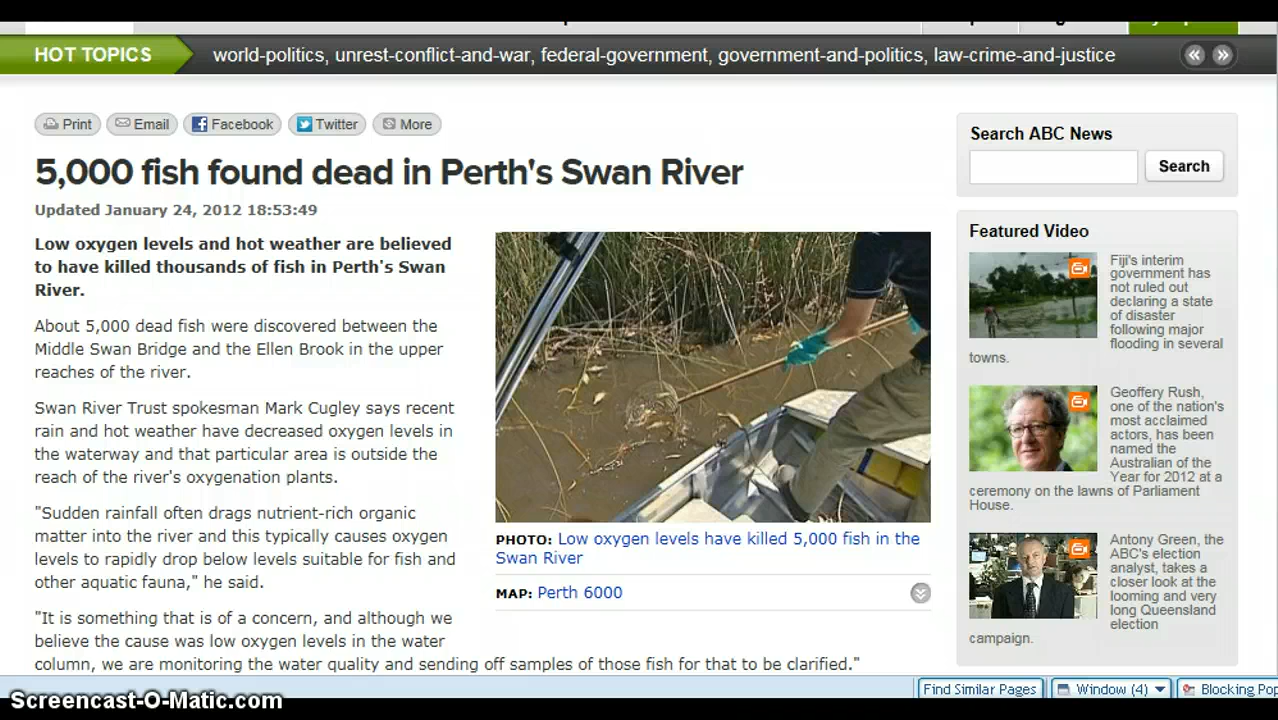 HOT TOPICS
world-politics, unrest-conflict-and-war, federal-government, government-and-politics, law-crime-and-justice
Print
Email
Facebook
Twitter
More
5,000 fish found dead in Perth's Swan River
Updated January 24, 2012 18:53:49
Low oxygen levels and hot weather are believed
to have killed thousands of fish in Perth's Swan
River.
About 5,000 dead fish were discovered between the
Middle Swan Bridge and the Ellen Brook in the upper
reaches of the river.
Swan River Trust spokesman Mark Cugley says recent
rain and hot weather have decreased oxygen levels in
the waterway and that particular area is outside the
reach of the river's oxygenation plants.
"Sudden rainfall often drags nutrient-rich organic
matter into the river and this typically causes oxygen
levels to rapidly drop below levels suitable for fish and
other aquatic fauna," he said.
"It is something that is of a concern, and although we
believe the cause was low oxygen levels in the water
column, we are monitoring the water quality and sending off samples of those fish for that to be clarified."
PHOTO: Low oxygen levels have killed 5,000 fish in the
Swan River
MAP: Perth 6000
Search ABC News
Search
Featured Video
Fiji's interim
government has
not ruled out
declaring a state
of disaster
following major
flooding in several
towns.
Geoffery Rush,
one of the nation's
most acclaimed
actors, has been
named the
Australian of the
Year for 2012 at a
ceremony on the lawns of Parliament
House.
Antony Green, the
ABC's election
analyst, takes a
closer look at the
looming and very
long Queensland
election
campaign.
Find Similar Pages
Window (4)
Blocking Pop
Screencast-O-Matic.com